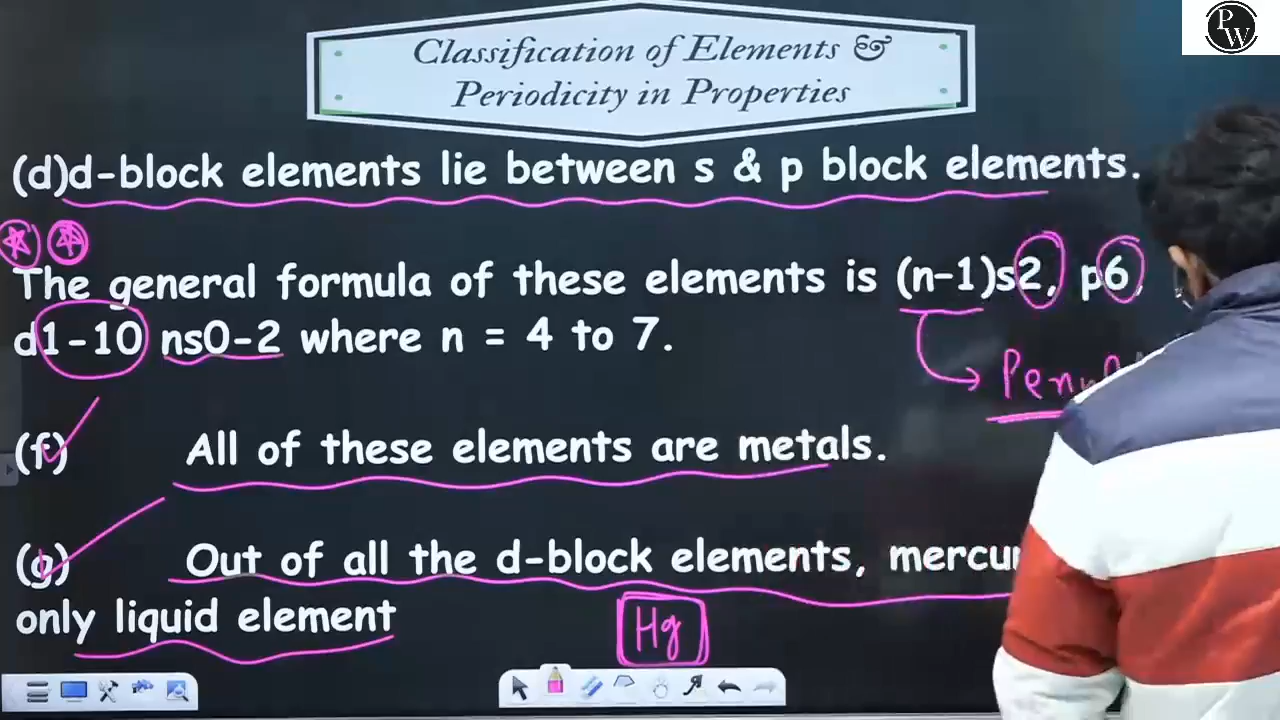 PW
Classification of Elements &
Periodicity in Properties
(d)d-block elements lie between s & p block elements.
The general formula of these elements is (n-1)s2, p6,
d1-10 ns0-2 where n = 4 to 7.
(f) All of these elements are metals.
(g) Out of all the d-block elements,
only liquid element
Hg